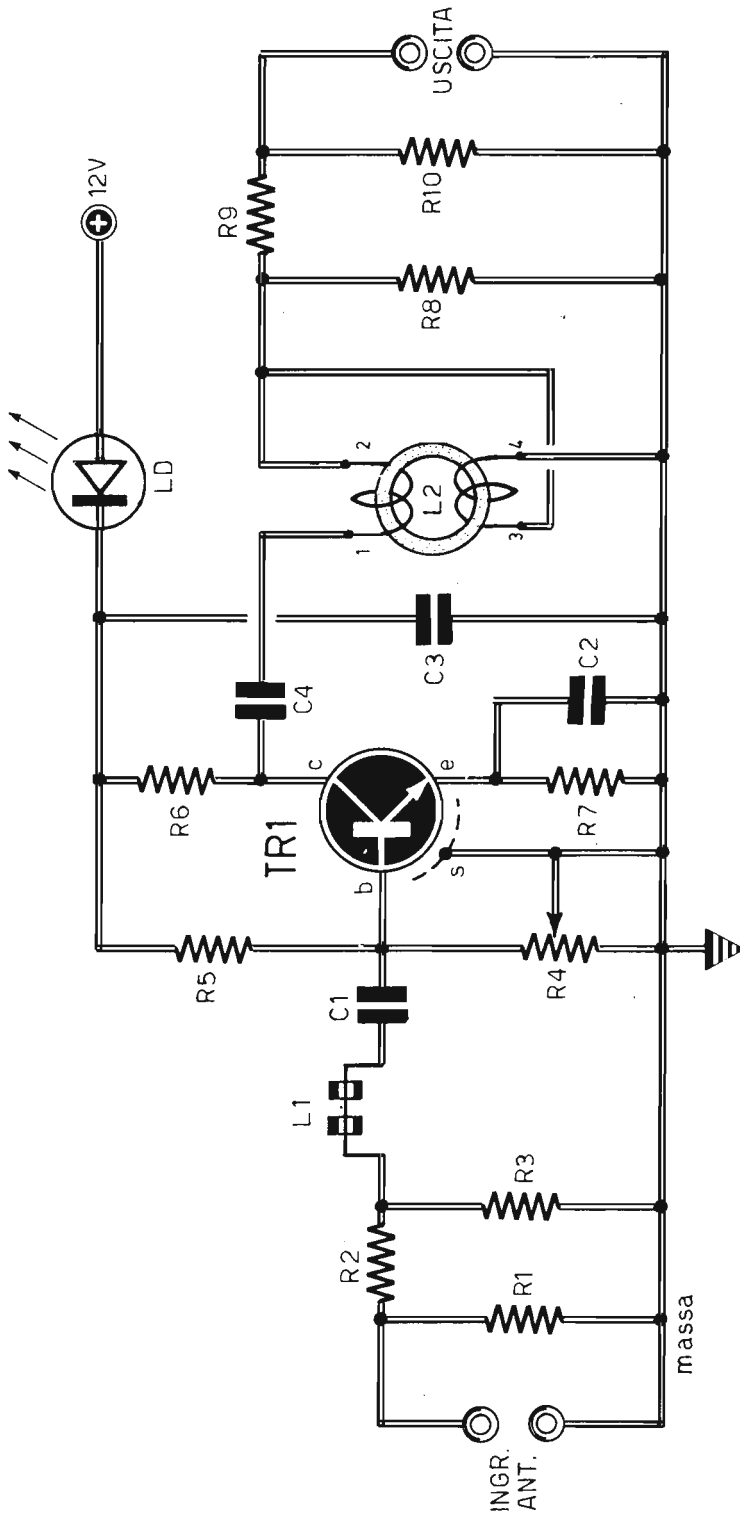 INGR.
ANT.
R1
R2
R3
massa
L1
C1
R5
R4
b
TR1
c
e
s
R6
R7
C4
C2
C3
LD
12V
1
2
L2
3
4
R8
R9
R10
USCITA